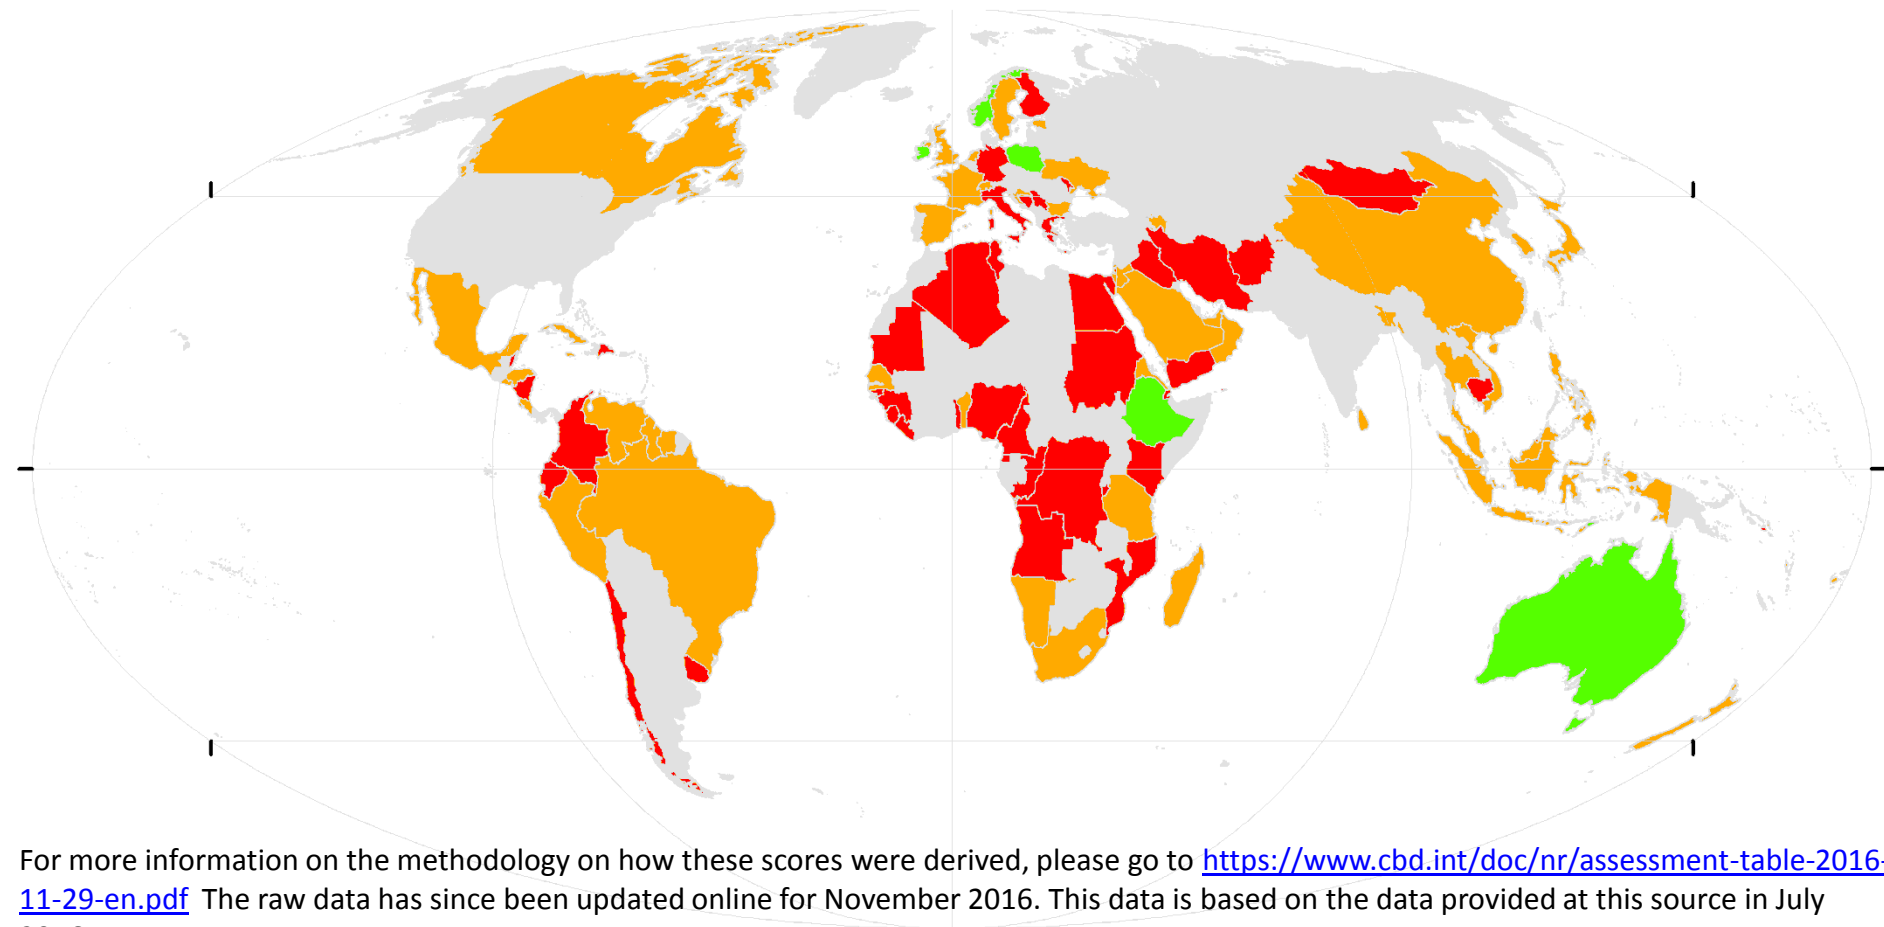 For more information on the methodology on how these scores were derived, please go to https://www.cbd.int/doc/nr/assessment-table-2016-
11-29-en.pdf The raw data has since been updated online for November 2016. This data is based on the data provided at this source in July